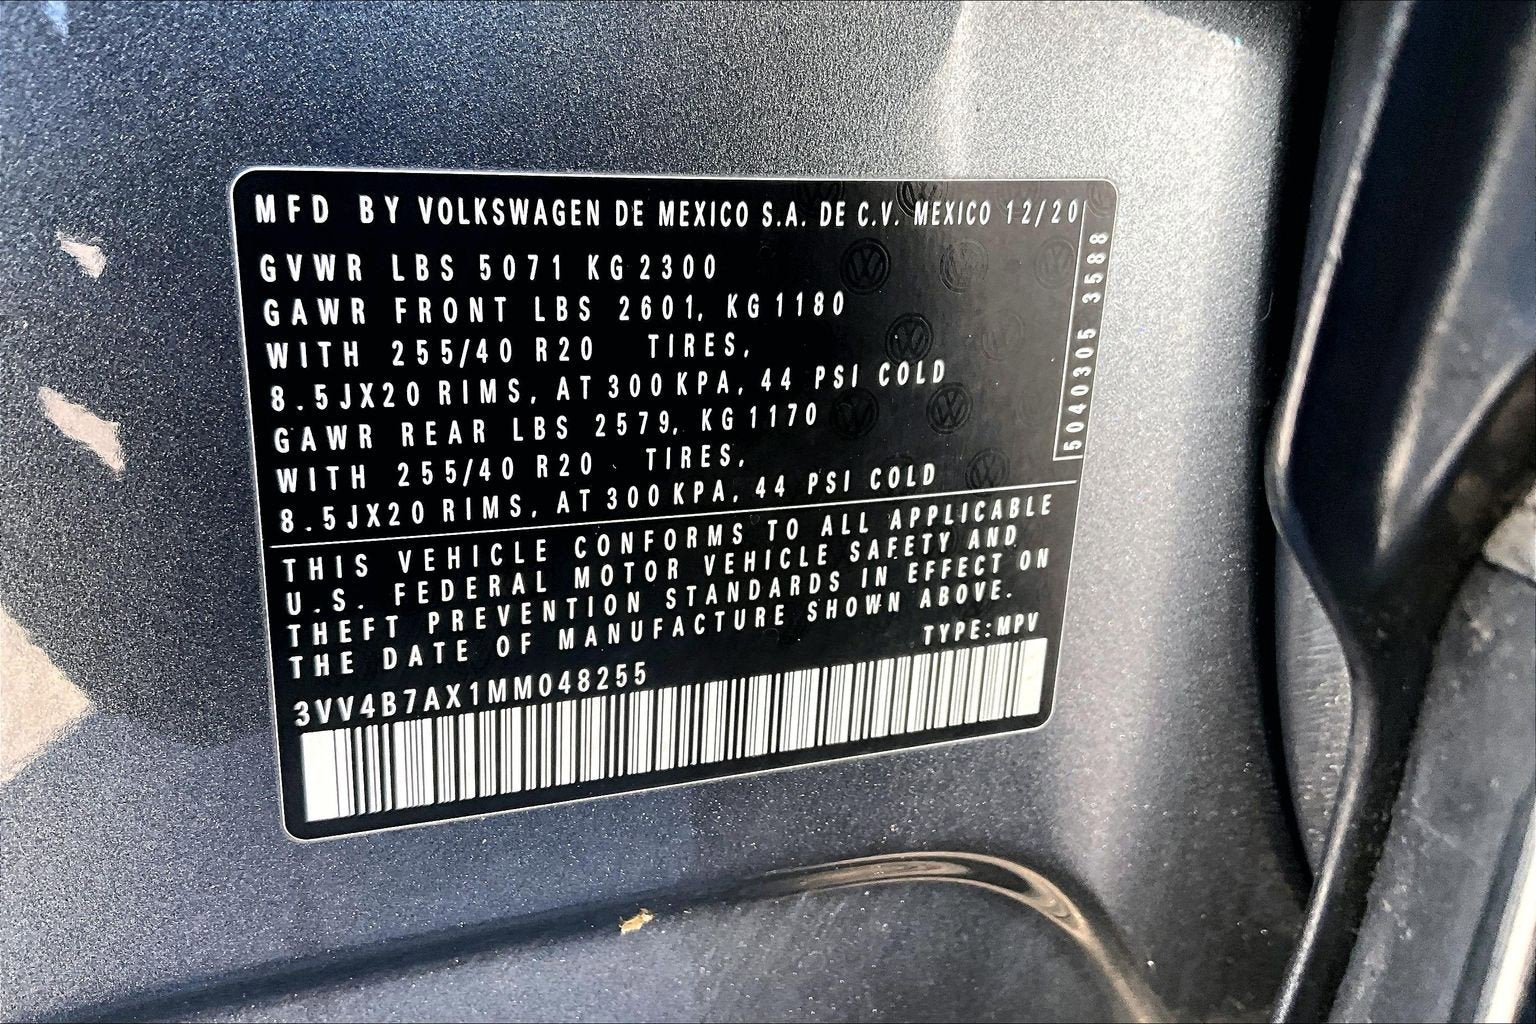 MFD BY VOLKSWAGEN DE MEXICO S.A. DE C.V. MEXICO 12/20
GVWR LBS 5071 KG 2300
GAWR FRONT LBS 2601, KG 1180
WITH 255/40 R20 TIRES,
8.5JX20 RIMS, AT 300 KPA, 44 PSI COLD
GAWR REAR LBS 2579, KG 1170
WITH 255/40 R20 TIRES,
8.5JX20 RIMS, AT 300 KPA, 44 PSI COLD
5040305 3588
THIS VEHICLE CONFORMS TO ALL APPLICABLE
U.S. FEDERAL MOTOR VEHICLE SAFETY AND
THEFT PREVENTION STANDARDS IN EFFECT ON
THE DATE OF MANUFACTURE SHOWN ABOVE.
TYPE: MPV
3VV4B7AX1MM048255